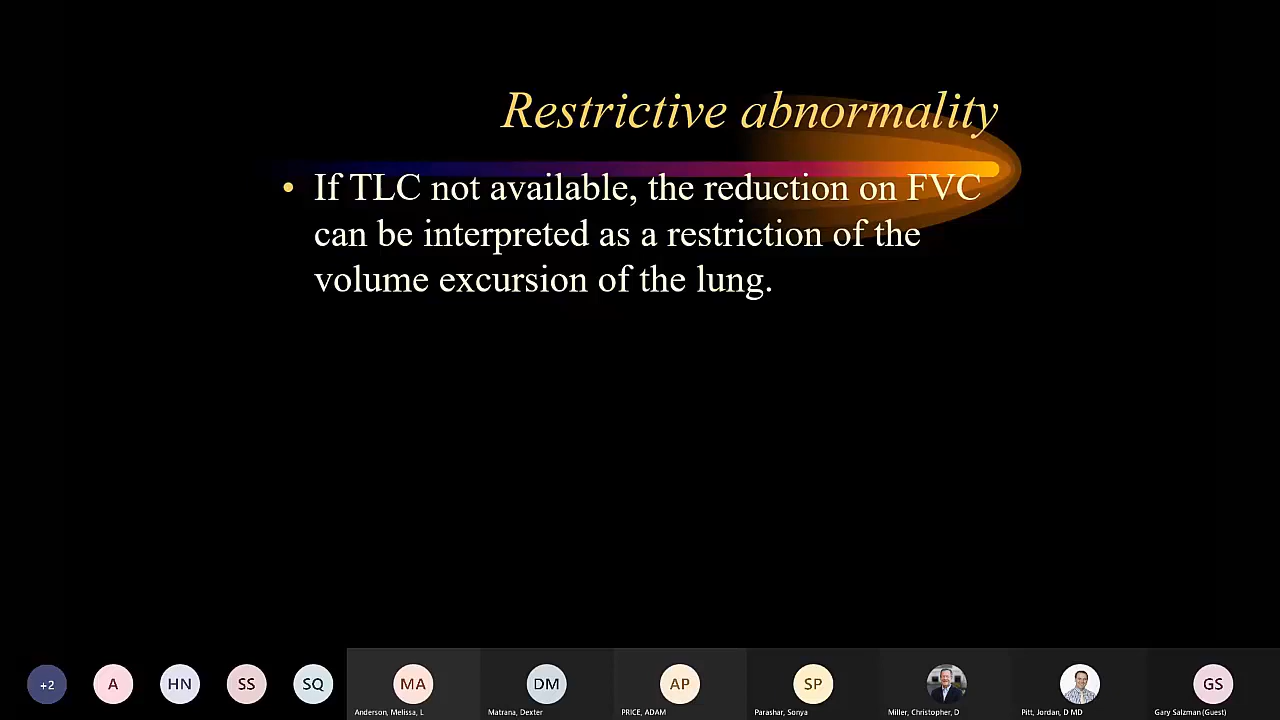 Restrictive abnormality
• If TLC not available, the reduction on FVC
can be interpreted as a restriction of the
volume excursion of the lung.
+2
A
HN
SS
SQ
MA
DM
AP
SP
GS
Anderson, Melissa, L
Matrana, Dexter
PRICE, ADAM
Parashar, Sonya
Miller, Christopher, D
Pitt, Jordan, D MD
Gary Salzman (Guest)